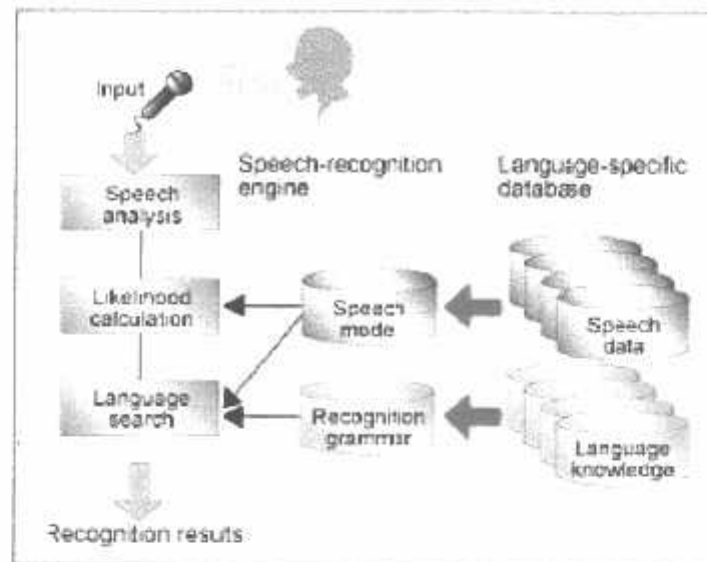 Input
Speech-recognition
engine
Language-specific
database
Speech
analysis
Likelihood
calculation
Speech
mode
Speech
data
Language
search
Recognition
grammar
Language
knowledge
Recognition results